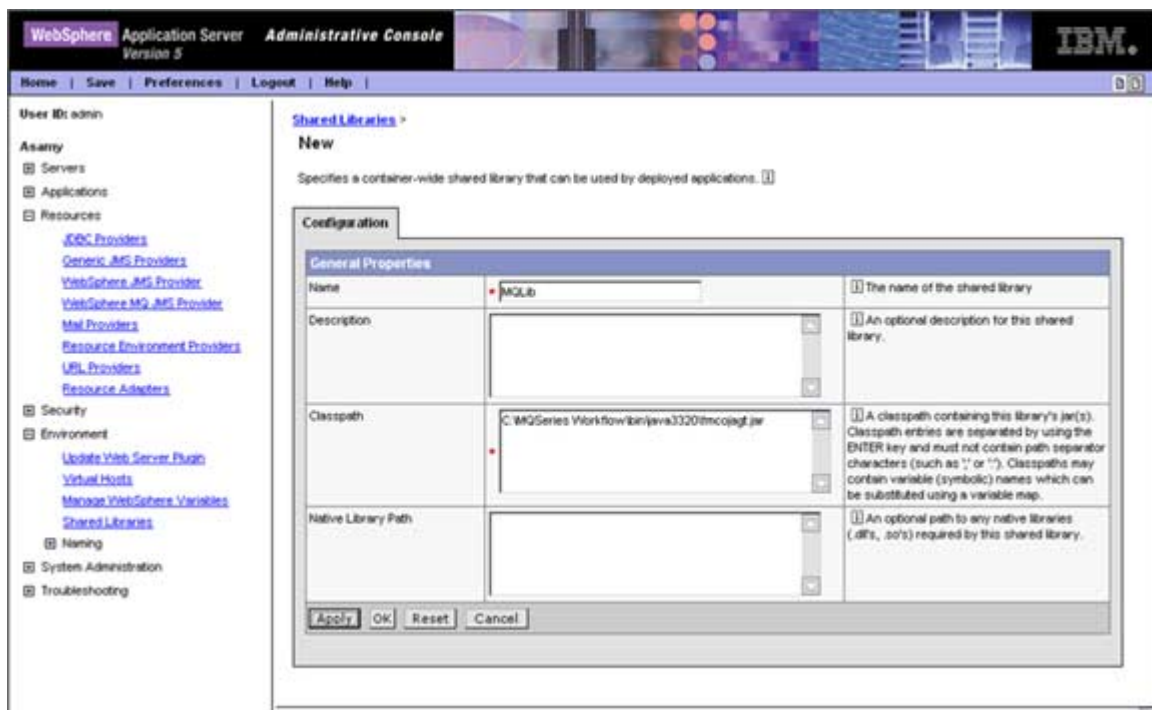 WebSphere Application Server Administrative Console
Version 5
IBM.
Home | Save | Preferences | Logout | Help |
User ID: admin
Asamy
Servers
Applications
Resources
JDBC Providers
Generic JMS Providers
WebSphere JMS Provider
WebSphere MQ JMS Provider
Mail Providers
Resource Environment Providers
URL Providers
Resource Adapters
Security
Environment
Update Web Server Plugin
Virtual Hosts
Manage WebSphere Variables
Shared Libraries
Naming
System Administration
Troubleshooting
Shared Libraries >
New
Specifies a container-wide shared library that can be used by deployed applications. i
Configuration
General Properties
Name
* MQLib
i The name of the shared library
Description
i An optional description for this shared
library.
Classpath
* C:\MQSeries Workflow\bin\java3320\fmcojagt.jar
i A classpath containing this library's jar(s).
Classpath entries are separated by using the
ENTER key and must not contain path separator
characters (such as ';' or ':'). Classpaths may
contain variable (symbolic) names which can
be substituted using a variable map.
Native Library Path
i An optional path to any native libraries
(.dll's, .so's) required by this shared library.
Apply OK Reset Cancel